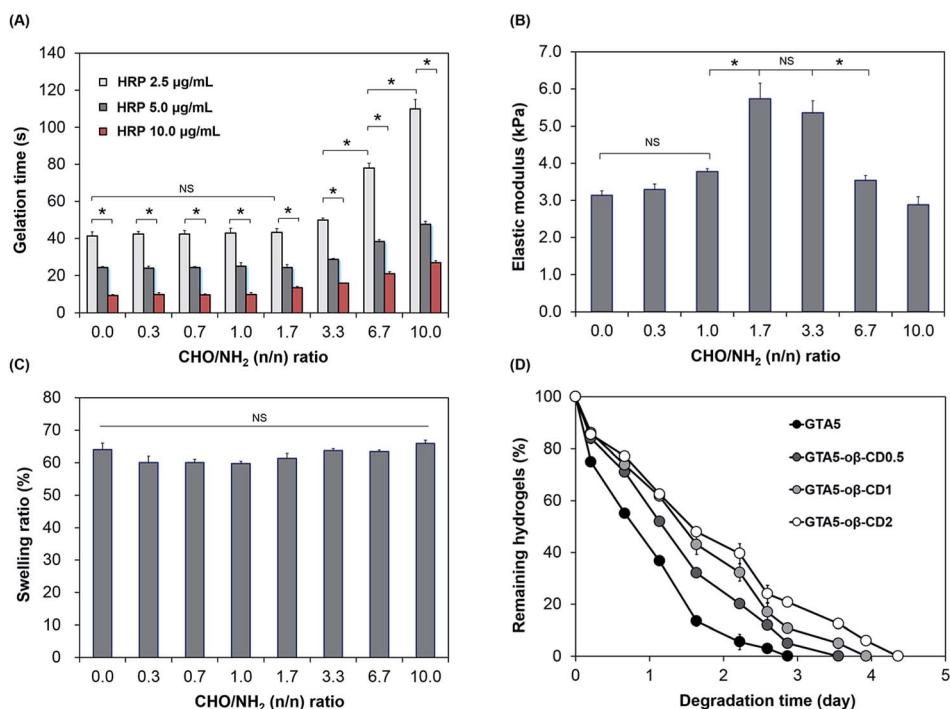 (A)
140
120
100
80
60
40
20
0
Gelation time (s)
HRP 2.5 µg/mL
HRP 5.0 µg/mL
HRP 10.0 µg/mL
NS
* * * * * * * *
* *
0.0 0.3 0.7 1.0 1.7 3.3 6.7 10.0
CHO/NH₂ (n/n) ratio
(B)
7.0
6.0
5.0
4.0
3.0
2.0
1.0
0.0
Elastic modulus (kPa)
NS
* NS *
0.0 0.3 1.0 1.7 3.3 6.7 10.0
CHO/NH₂ (n/n) ratio
(C)
80
70
60
50
40
30
20
10
0
Swelling ratio (%)
NS
0.0 0.3 0.7 1.0 1.7 3.3 6.7 10.0
CHO/NH₂ (n/n) ratio
(D)
100
80
60
40
20
0
Remaining hydrogels (%)
GTA5
GTA5-oβ-CD0.5
GTA5-oβ-CD1
GTA5-oβ-CD2
0 1 2 3 4 5
Degradation time (day)